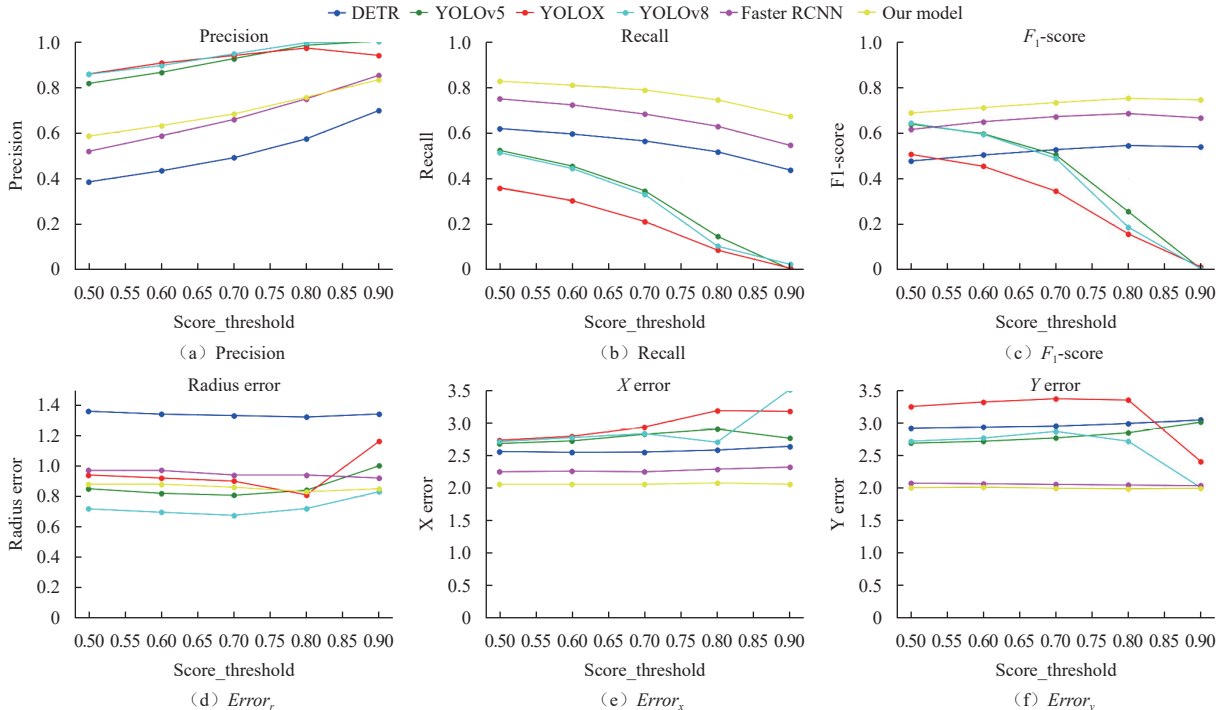 DETR YOLOv5 YOLOX YOLOv8 Faster RCNN Our model
Precision
1.0
0.8
0.6
0.4
0.2
0
Precision
0.50 0.55 0.60 0.65 0.70 0.75 0.80 0.85 0.90
Score_threshold
(a) Precision
Recall
1.0
0.8
0.6
0.4
0.2
0
Recall
0.50 0.55 0.60 0.65 0.70 0.75 0.80 0.85 0.90
Score_threshold
(b) Recall
F1-score
1.0
0.8
0.6
0.4
0.2
0
F1-score
0.50 0.55 0.60 0.65 0.70 0.75 0.80 0.85 0.90
Score_threshold
(c) F1-score
Radius error
1.4
1.2
1.0
0.8
0.6
0.4
0.2
0
Radius error
0.50 0.55 0.60 0.65 0.70 0.75 0.80 0.85 0.90
Score_threshold
(d) Error_r
X error
3.5
3.0
2.5
2.0
1.5
1.0
0.5
0
X error
0.50 0.55 0.60 0.65 0.70 0.75 0.80 0.85 0.90
Score_threshold
(e) Error_x
Y error
3.5
3.0
2.5
2.0
1.5
1.0
0.5
0
Y error
0.50 0.55 0.60 0.65 0.70 0.75 0.80 0.85 0.90
Score_threshold
(f) Error_y